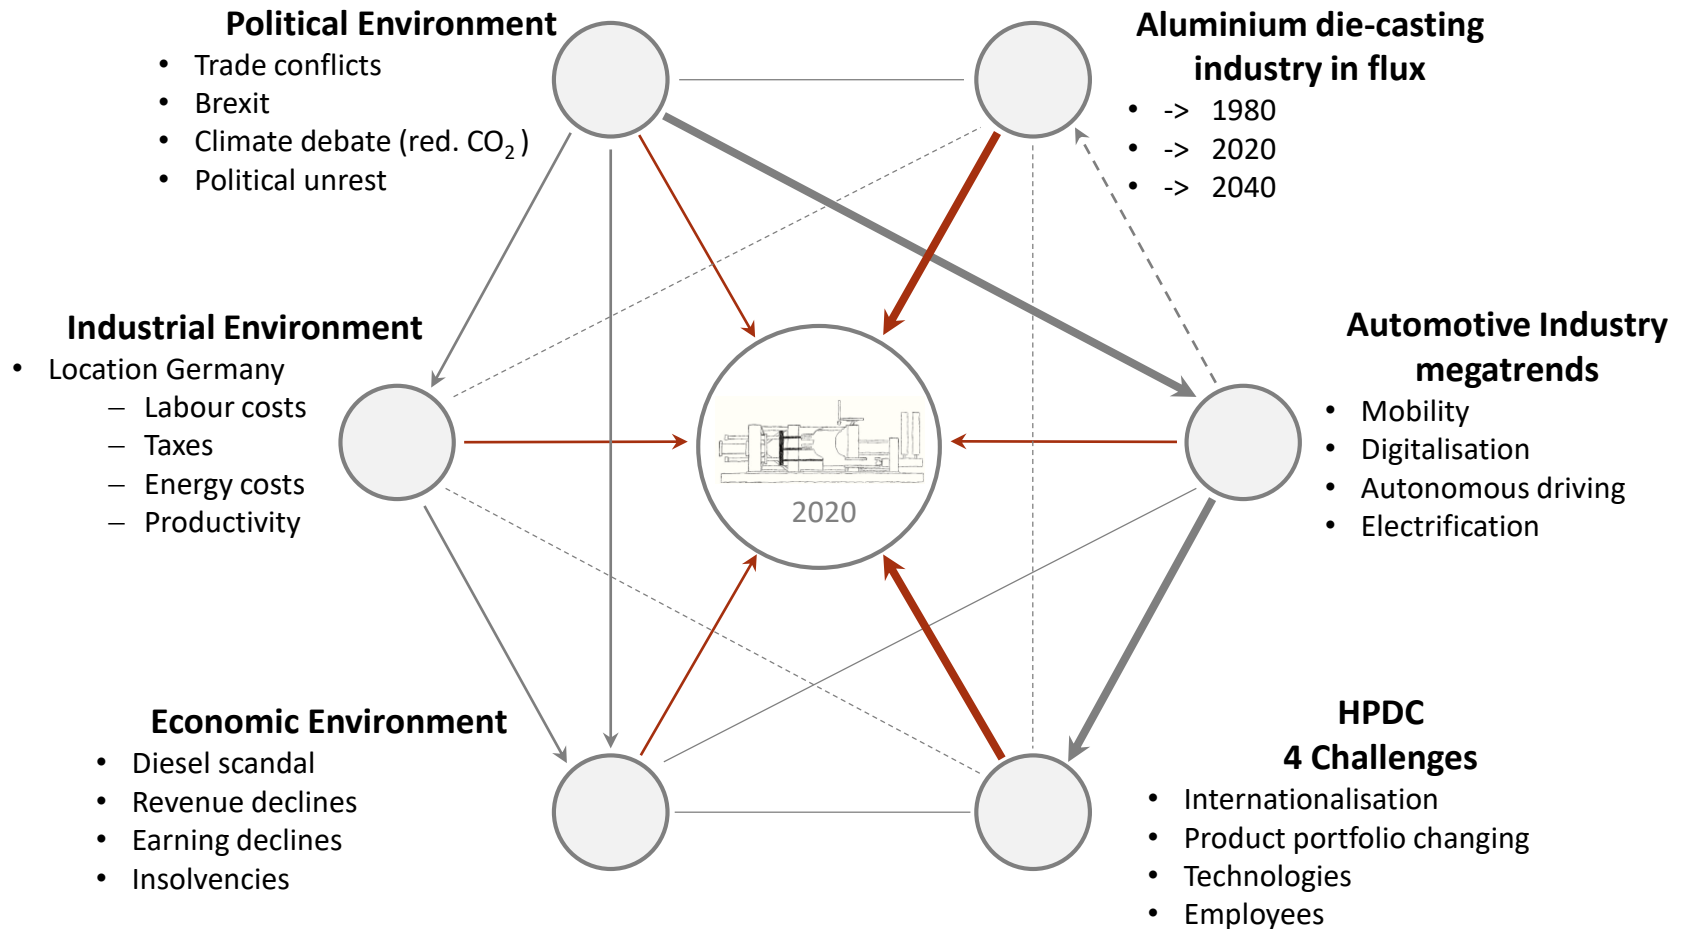 Political Environment
• Trade conflicts
• Brexit
• Climate debate (red. CO₂)
• Political unrest
Aluminium die-casting
industry in flux
• -> 1980
• -> 2020
• -> 2040
Industrial Environment
• Location Germany
– Labour costs
– Taxes
– Energy costs
– Productivity
2020
Automotive Industry
megatrends
• Mobility
• Digitalisation
• Autonomous driving
• Electrification
Economic Environment
• Diesel scandal
• Revenue declines
• Earning declines
• Insolvencies
HPDC
4 Challenges
• Internationalisation
• Product portfolio changing
• Technologies
• Employees